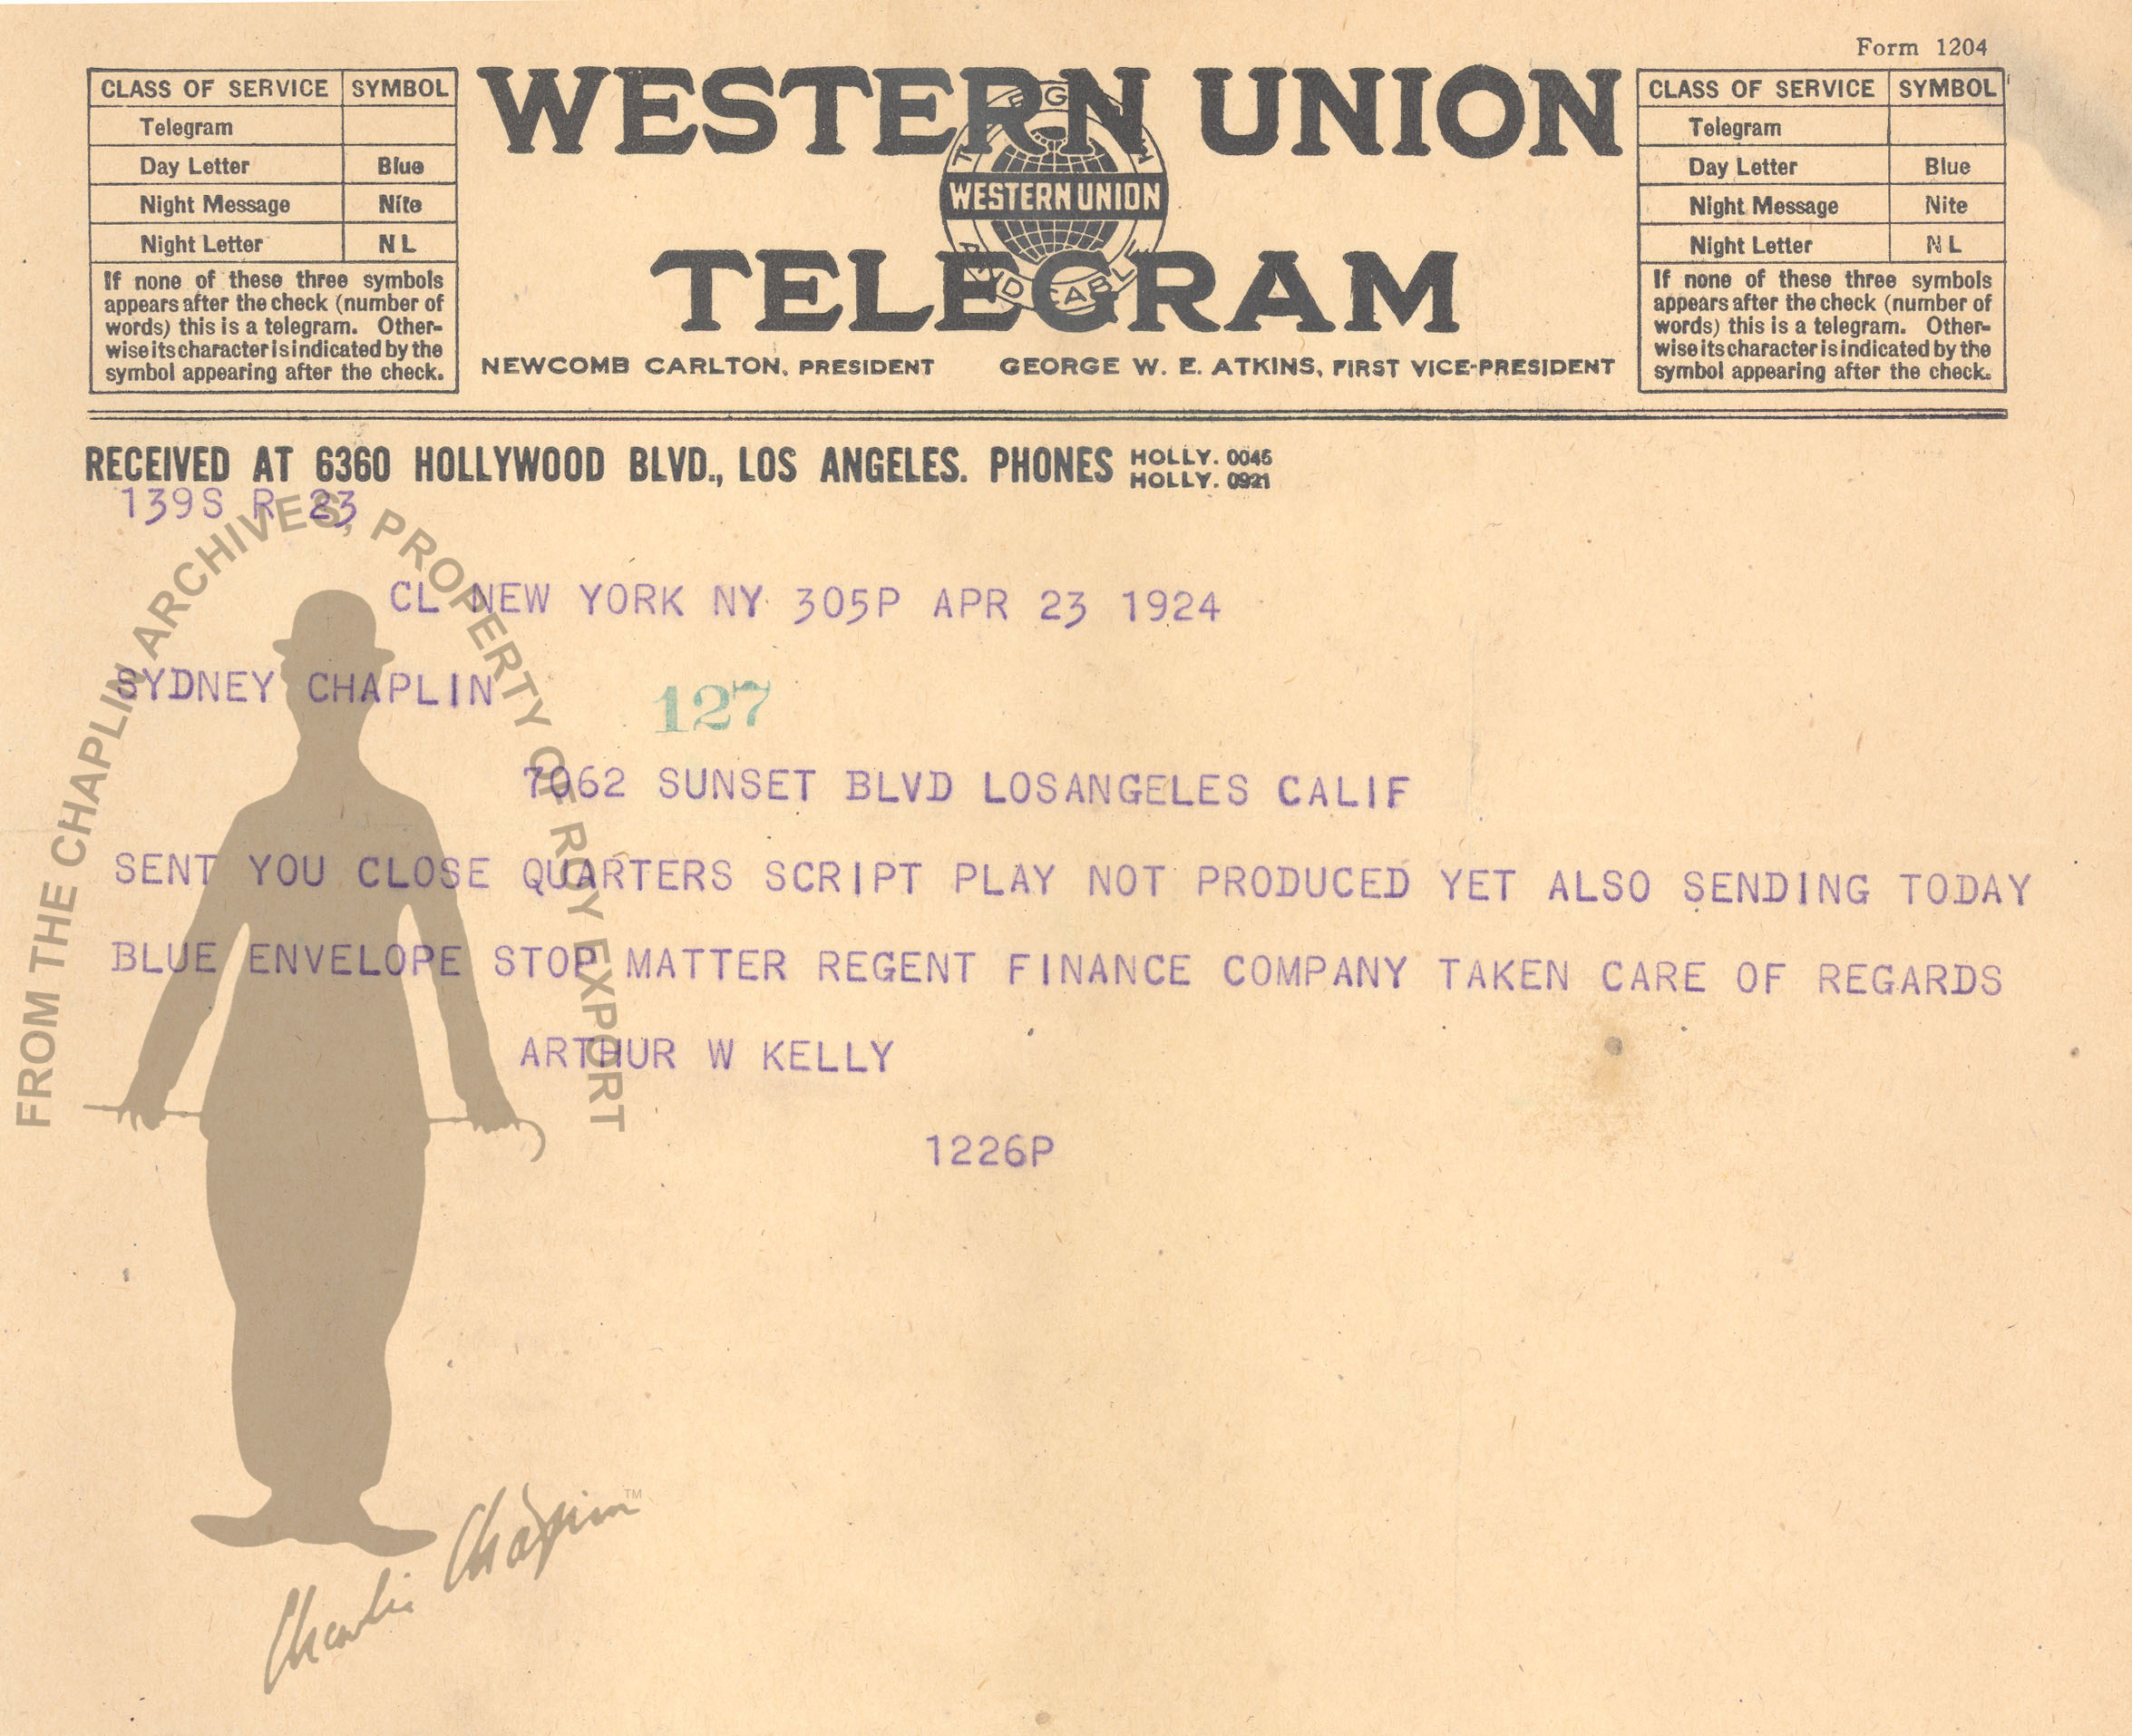 Form 1204
CLASS OF SERVICE SYMBOL
Telegram
Day Letter Blue
Night Message Nite
Night Letter N L
If none of these three symbols
appears after the check (number of
words) this is a telegram. Other-
wise its character is indicated by the
symbol appearing after the check.
WESTERN UNION
WESTERN UNION
TELEGRAM
NEWCOMB CARLTON, PRESIDENT GEORGE W. E. ATKINS, FIRST VICE-PRESIDENT
CLASS OF SERVICE SYMBOL
Telegram
Day Letter Blue
Night Message Nite
Night Letter N L
If none of these three symbols
appears after the check (number of
words) this is a telegram. Other-
wise its character is indicated by the
symbol appearing after the check.
RECEIVED AT 6360 HOLLYWOOD BLVD., LOS ANGELES. PHONES HOLLY. 0045
HOLLY. 0921
139S R 23
CL NEW YORK NY 305P APR 23 1924
SYDNEY CHAPLIN
127
7062 SUNSET BLVD LOSANGELES CALIF
SENT YOU CLOSE QUARTERS SCRIPT PLAY NOT PRODUCED YET ALSO SENDING TODAY
BLUE ENVELOPE STOP MATTER REGENT FINANCE COMPANY TAKEN CARE OF REGARDS
ARTHUR W KELLY
1226P
FROM THE CHAPLIN ARCHIVES, PROPERTY OF ROY EXPORT
Charlie Chaplin™